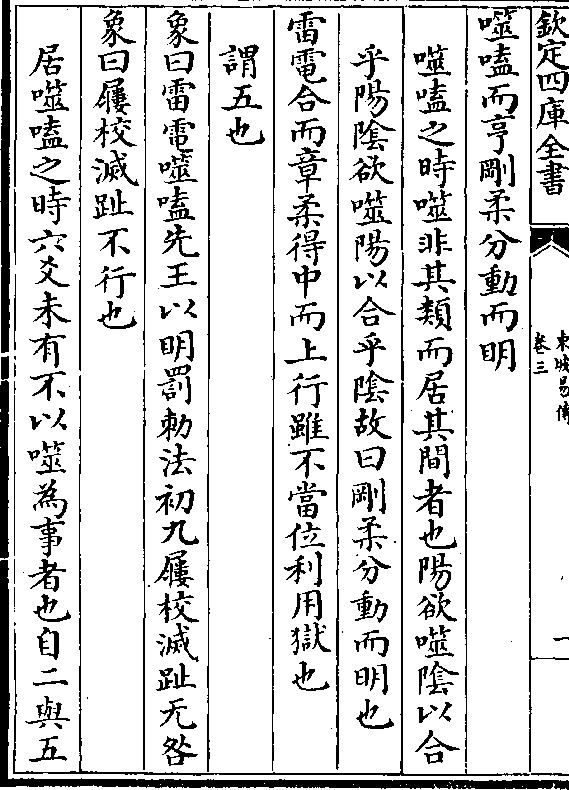 欽定四庫全書
東坡易傳
卷三
一
噬嗑而亨剛柔分動而明
噬嗑之時噬非其類而居其間者也陽欲噬陰以合
乎陽陰欲噬陽以合乎陰故曰剛柔分動而明也
雷電合而章柔得中而上行雖不當位利用獄也
謂五也
象曰雷電噬嗑先王以明罰勅法初九屨校滅趾无咎
象曰屨校滅趾不行也
居噬嗑之時六爻未有不以噬為事者也自二與五